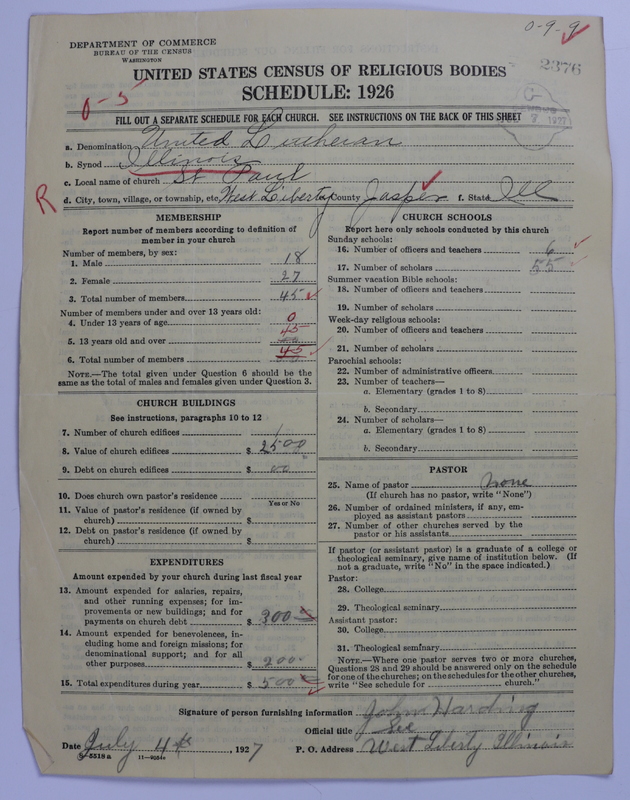 0-9-9
DEPARTMENT OF COMMERCE
BUREAU OF THE CENSUS
WASHINGTON
2376
UNITED STATES CENSUS OF RELIGIOUS BODIES
SCHEDULE: 1926
0-5
FILL OUT A SEPARATE SCHEDULE FOR EACH CHURCH. SEE INSTRUCTIONS ON THE BACK OF THIS SHEET
a. Denomination United Lutheran
b. Synod Illinois
c. Local name of church St Paul
R
d. City, town, village, or township, etc. West Liberty County Jasper f. State Ill
MEMBERSHIP
Report number of members according to definition of
member in your church
Number of members, by sex:
1. Male 18
2. Female 27
3. Total number of members 45
Number of members under and over 13 years old:
4. Under 13 years of age 0
5. 13 years old and over 45
6. Total number of members 45
NOTE.—The total given under Question 6 should be the
same as the total of males and females given under Question 3.
CHURCH BUILDINGS
See instructions, paragraphs 10 to 12
7. Number of church edifices 1
8. Value of church edifices $ 2500
9. Debt on church edifices $ 00
10. Does church own pastor's residence
Yes or No
11. Value of pastor's residence (if owned by
church) $
12. Debt on pastor's residence (if owned by
church) $
EXPENDITURES
Amount expended by your church during last fiscal year
13. Amount expended for salaries, repairs,
and other running expenses; for im-
provements or new buildings; and for
payments on church debt $ 300
14. Amount expended for benevolences, in-
cluding home and foreign missions; for
denominational support; and for all
other purposes $ 200
15. Total expenditures during year $ 500
CHURCH SCHOOLS
Report here only schools conducted by this church
Sunday schools:
16. Number of officers and teachers 6
17. Number of scholars 55
Summer vacation Bible schools:
18. Number of officers and teachers
19. Number of scholars
Week-day religious schools:
20. Number of officers and teachers
21. Number of scholars
Parochial schools:
22. Number of administrative officers
23. Number of teachers—
a. Elementary (grades 1 to 8)
b. Secondary
24. Number of scholars—
a. Elementary (grades 1 to 8)
b. Secondary
PASTOR
25. Name of pastor None
(If church has no pastor, write "None")
26. Number of ordained ministers, if any, em-
ployed as assistant pastors
27. Number of other churches served by the
pastor or his assistants
If pastor (or assistant pastor) is a graduate of a college or
theological seminary, give name of institution below. (If
not a graduate, write "No" in the space indicated.)
Pastor:
28. College
29. Theological seminary
Assistant pastor:
30. College
31. Theological seminary
NOTE.—Where one pastor serves two or more churches,
Questions 28 and 29 should be answered only on the schedule
for one of the churches; on the schedules for the other churches,
write "See schedule for church."
Signature of person furnishing information John Harding
Official title Sec
Date July 4th, 1927 P. O. Address West Liberty Illinois
8-5518a